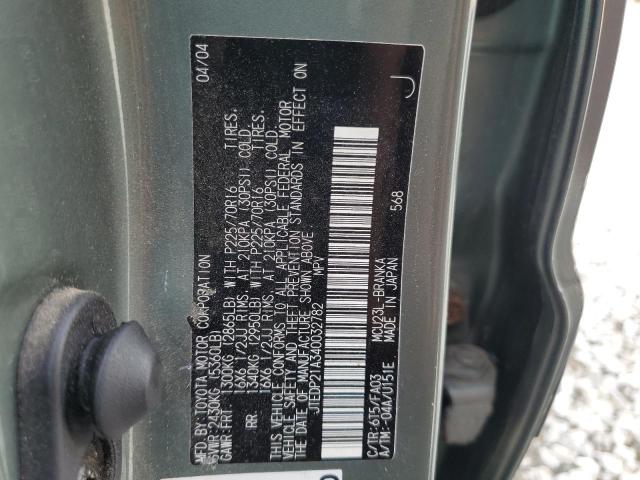 MFD.BY: TOYOTA MOTOR CORPORATION 04/04
GVWR: 2430KG (5360LB)
GAWR: FRT 1300KG (2865LB) WITH P225/70R16 TIRES.
16X6 1/2JJ RIMS, AT 210KPA (30PSI) COLD.
RR 1340KG (2950LB) WITH P225/70R16 TIRES.
16X6 1/2JJ RIMS, AT 210KPA (30PSI) COLD.
THIS VEHICLE CONFORMS TO ALL APPLICABLE FEDERAL MOTOR
VEHICLE SAFETY AND THEFT PREVENTION STANDARDS IN EFFECT ON
THE DATE OF MANUFACTURE SHOWN ABOVE.
JTEDP21A340032782 MPV
C/TR: 6T5/FA03 MCU23L-BRANKA 568
A/TM: -04A/U151E MADE IN JAPAN
J